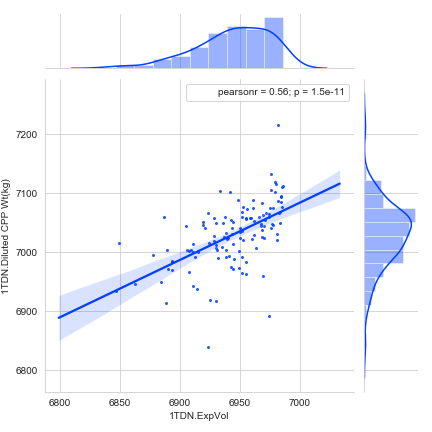 pearsonr = 0.56; p = 1.5e-11
7200
7100
7000
6900
6800
1TDN.Diluted CPP Wt(kg)
6800 6850 6900 6950 7000
1TDN.ExpVol